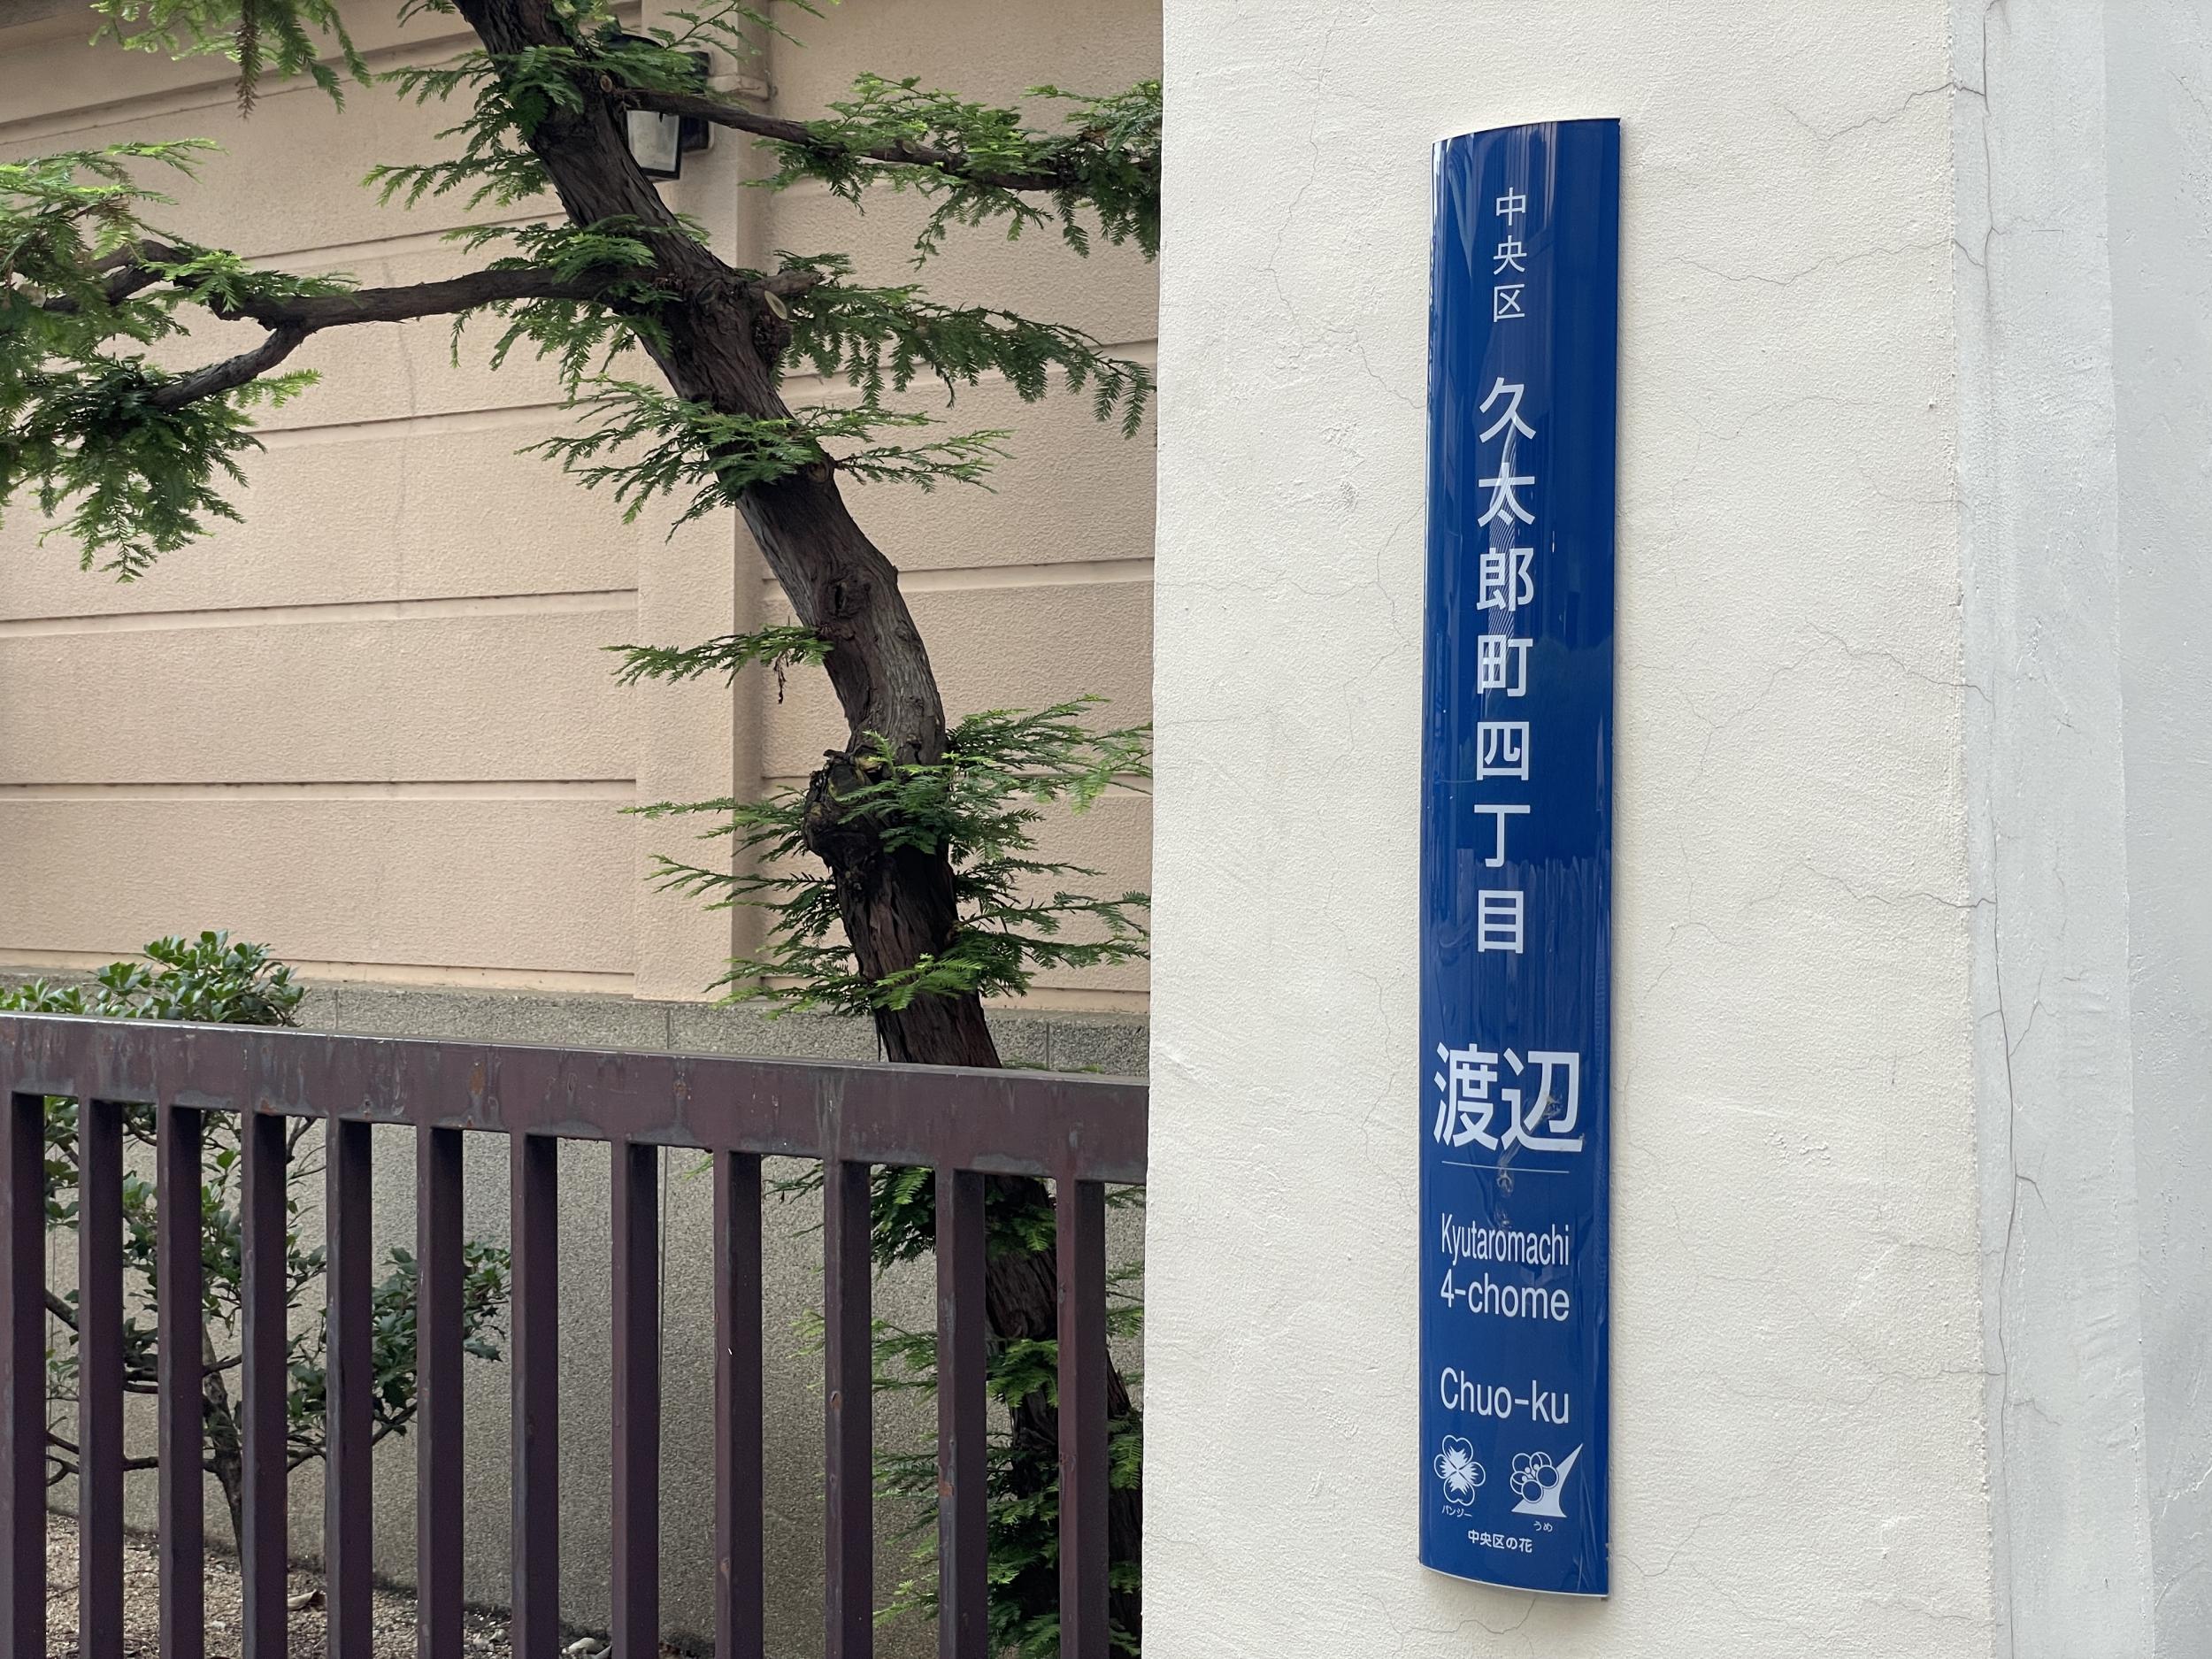 中央区
久太郎町四丁目
渡辺
Kyutaromachi
4-chome
Chuo-ku
パンジー
うめ
中央区の花